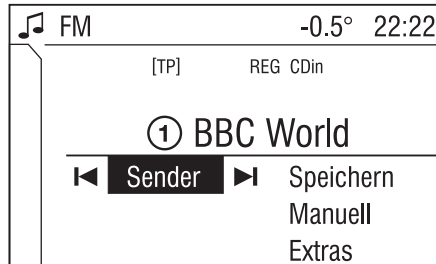 FM -0.5° 22:22
[TP] REG CDin
① BBC World
Sender Speichern
Manuell
Extras